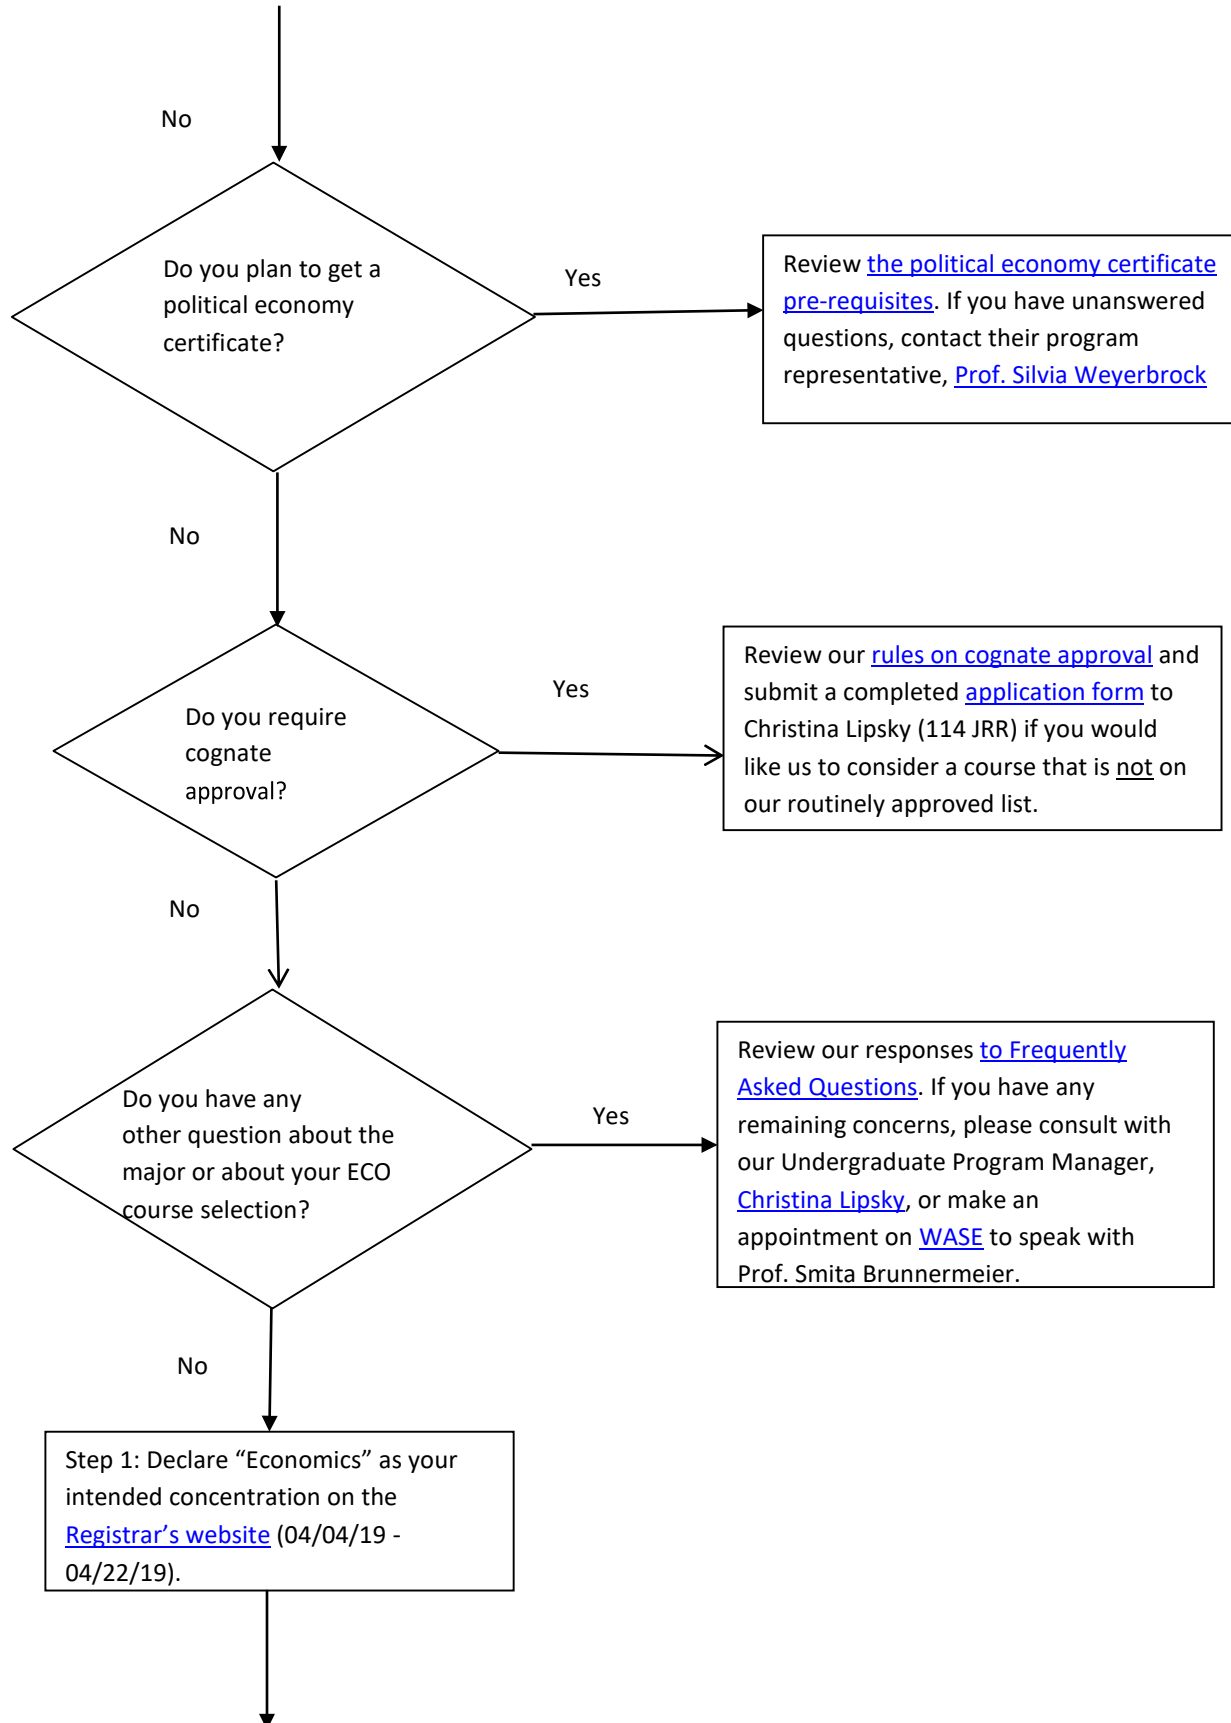 No
Do you plan to get a
political economy
certificate?
Yes
Review the political economy certificate
pre-requisites. If you have unanswered
questions, contact their program
representative, Prof. Silvia Weyerbrock
No
Do you require
cognate
approval?
Yes
Review our rules on cognate approval and
submit a completed application form to
Christina Lipsky (114 JRR) if you would
like us to consider a course that is not on
our routinely approved list.
No
Do you have any
other question about the
major or about your ECO
course selection?
Yes
Review our responses to Frequently
Asked Questions. If you have any
remaining concerns, please consult with
our Undergraduate Program Manager,
Christina Lipsky, or make an
appointment on WASE to speak with
Prof. Smita Brunnermeier.
No
Step 1: Declare “Economics” as your
intended concentration on the
Registrar’s website (04/04/19 -
04/22/19).